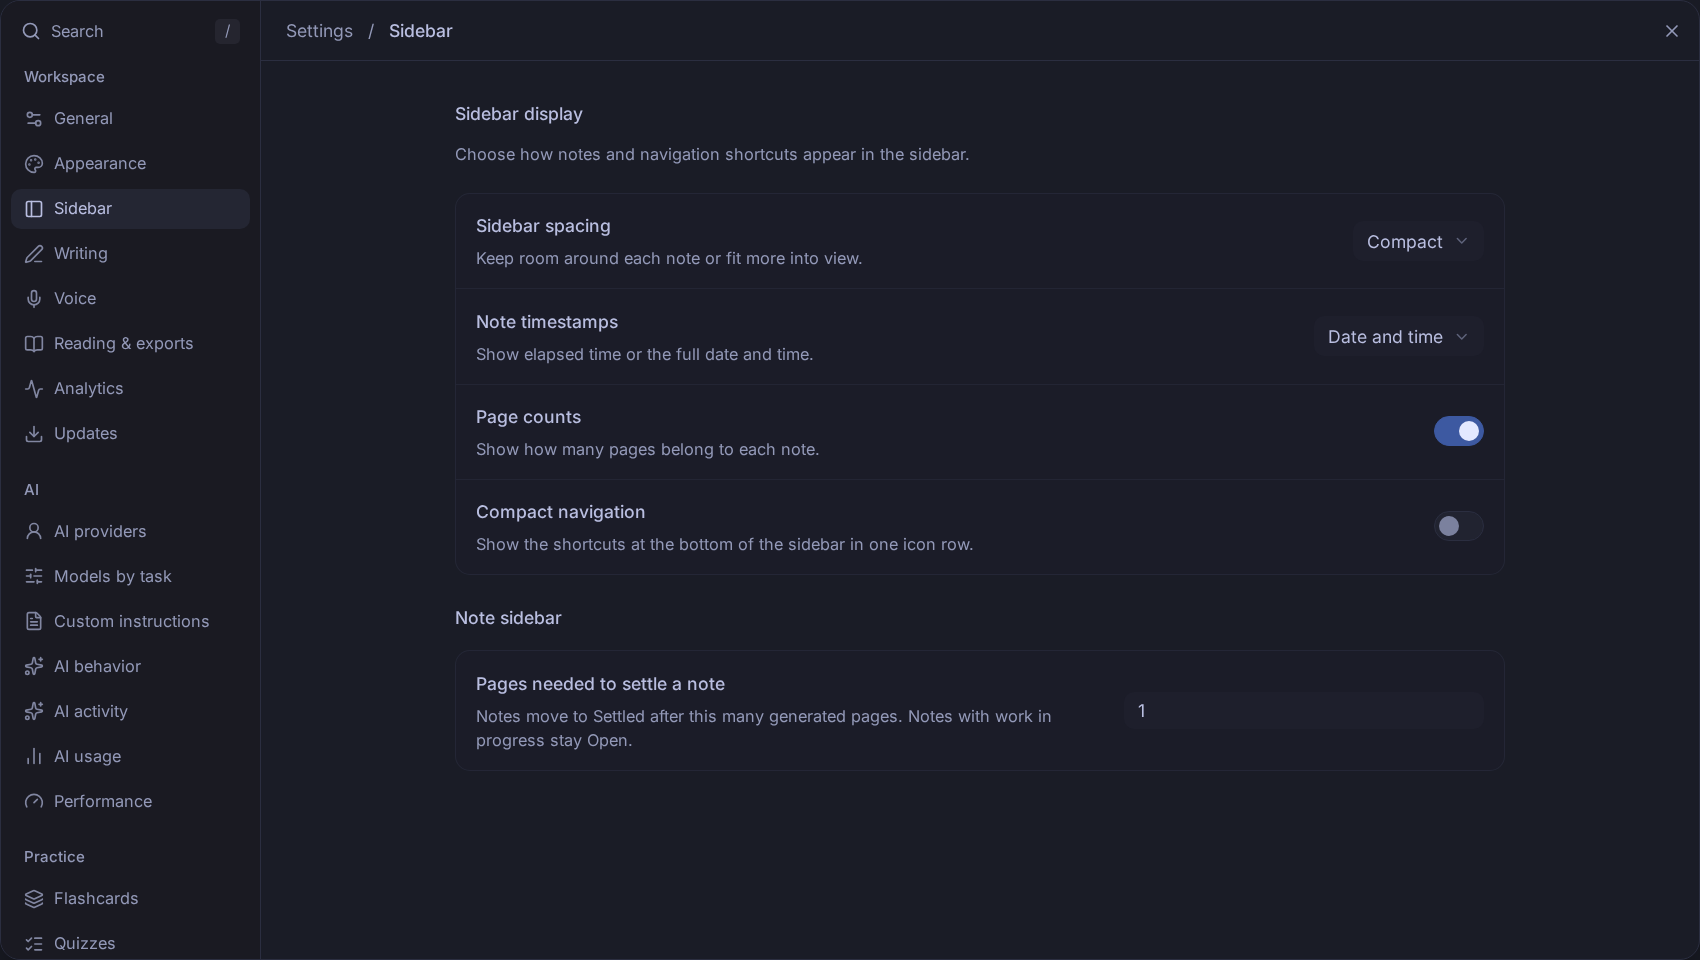 Search
/
Workspace
General
Appearance
Sidebar
Writing
Voice
Reading & exports
Analytics
Updates
AI
AI providers
Models by task
Custom instructions
AI behavior
AI activity
AI usage
Performance
Practice
Flashcards
Quizzes
Settings / Sidebar
Sidebar display
Choose how notes and navigation shortcuts appear in the sidebar.
Sidebar spacing
Keep room around each note or fit more into view.
Compact
Note timestamps
Show elapsed time or the full date and time.
Date and time
Page counts
Show how many pages belong to each note.
Compact navigation
Show the shortcuts at the bottom of the sidebar in one icon row.
Note sidebar
Pages needed to settle a note
Notes move to Settled after this many generated pages. Notes with work in
progress stay Open.
1